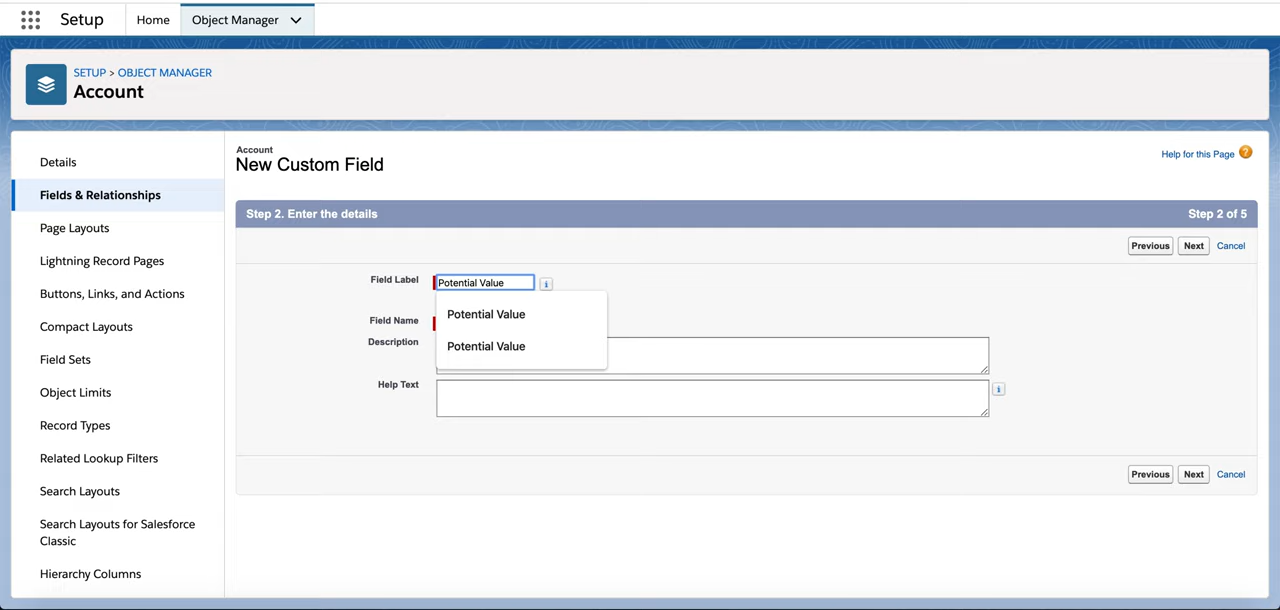 Setup
Home
Object Manager
SETUP > OBJECT MANAGER
Account
Details
Fields & Relationships
Page Layouts
Lightning Record Pages
Buttons, Links, and Actions
Compact Layouts
Field Sets
Object Limits
Record Types
Related Lookup Filters
Search Layouts
Search Layouts for Salesforce
Classic
Hierarchy Columns
Account
New Custom Field
Help for this Page ?
Step 2. Enter the details
Step 2 of 5
Previous
Next
Cancel
Field Label
Potential Value
i
Potential Value
Field Name
Description
Potential Value
Help Text
i
Previous
Next
Cancel